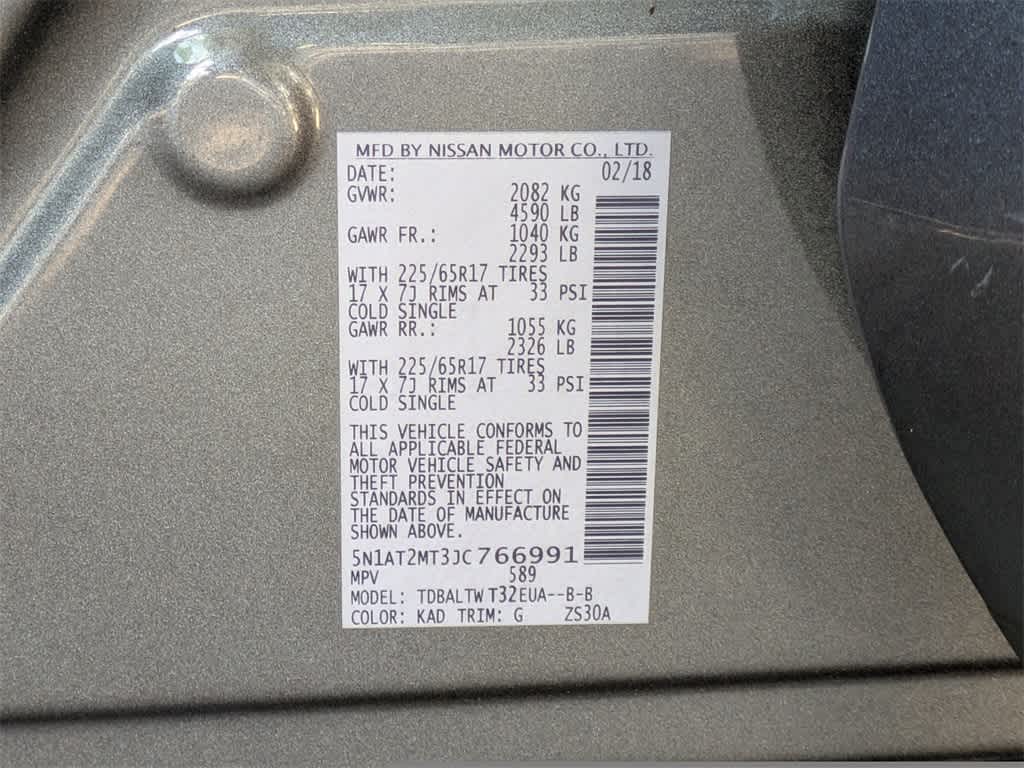 MFD BY NISSAN MOTOR CO., LTD.
DATE: 02/18
GVWR: 2082 KG
4590 LB
GAWR FR.: 1040 KG
2293 LB
WITH 225/65R17 TIRES
17 X 7J RIMS AT 33 PSI
COLD SINGLE
GAWR RR.: 1055 KG
2326 LB
WITH 225/65R17 TIRES
17 X 7J RIMS AT 33 PSI
COLD SINGLE
THIS VEHICLE CONFORMS TO
ALL APPLICABLE FEDERAL
MOTOR VEHICLE SAFETY AND
THEFT PREVENTION
STANDARDS IN EFFECT ON
THE DATE OF MANUFACTURE
SHOWN ABOVE.
5N1AT2MT3JC766991
MPV 589
MODEL: TDBALTW T32EUA--B-B
COLOR: KAD TRIM: G ZS30A